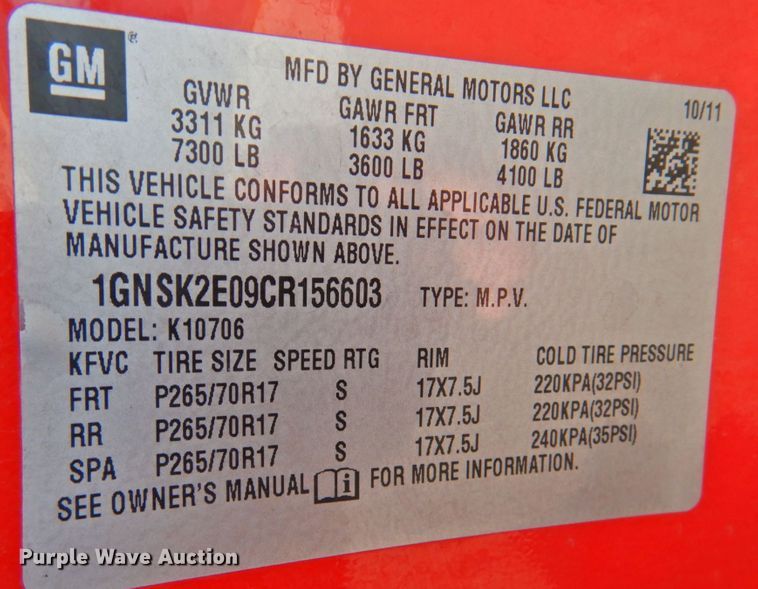 GM ®
MFD BY GENERAL MOTORS LLC
10/11
GVWR GAWR FRT GAWR RR
3311 KG 1633 KG 1860 KG
7300 LB 3600 LB 4100 LB
THIS VEHICLE CONFORMS TO ALL APPLICABLE U.S. FEDERAL MOTOR
VEHICLE SAFETY STANDARDS IN EFFECT ON THE DATE OF
MANUFACTURE SHOWN ABOVE.
1GNSK2E09CR156603 TYPE: M.P.V.
MODEL: K10706
KFVC TIRE SIZE SPEED RTG RIM COLD TIRE PRESSURE
FRT P265/70R17 S 17X7.5J 220KPA(32PSI)
RR P265/70R17 S 17X7.5J 220KPA(32PSI)
SPA P265/70R17 S 17X7.5J 240KPA(35PSI)
SEE OWNER'S MANUAL i FOR MORE INFORMATION.
Purple Wave Auction